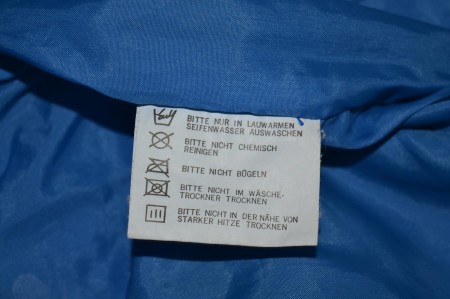 BITTE NUR IN LAUWARMEN
SEIFENWASSER AUSWASCHEN
BITTE NICHT CHEMISCH
REINIGEN
BITTE NICHT BÜGELN
BITTE NICHT IM WÄSCHE-
TROCKNER TROCKNEN
BITTE NICHT IN DER NÄHE VON
STARKER HITZE TROCKNEN